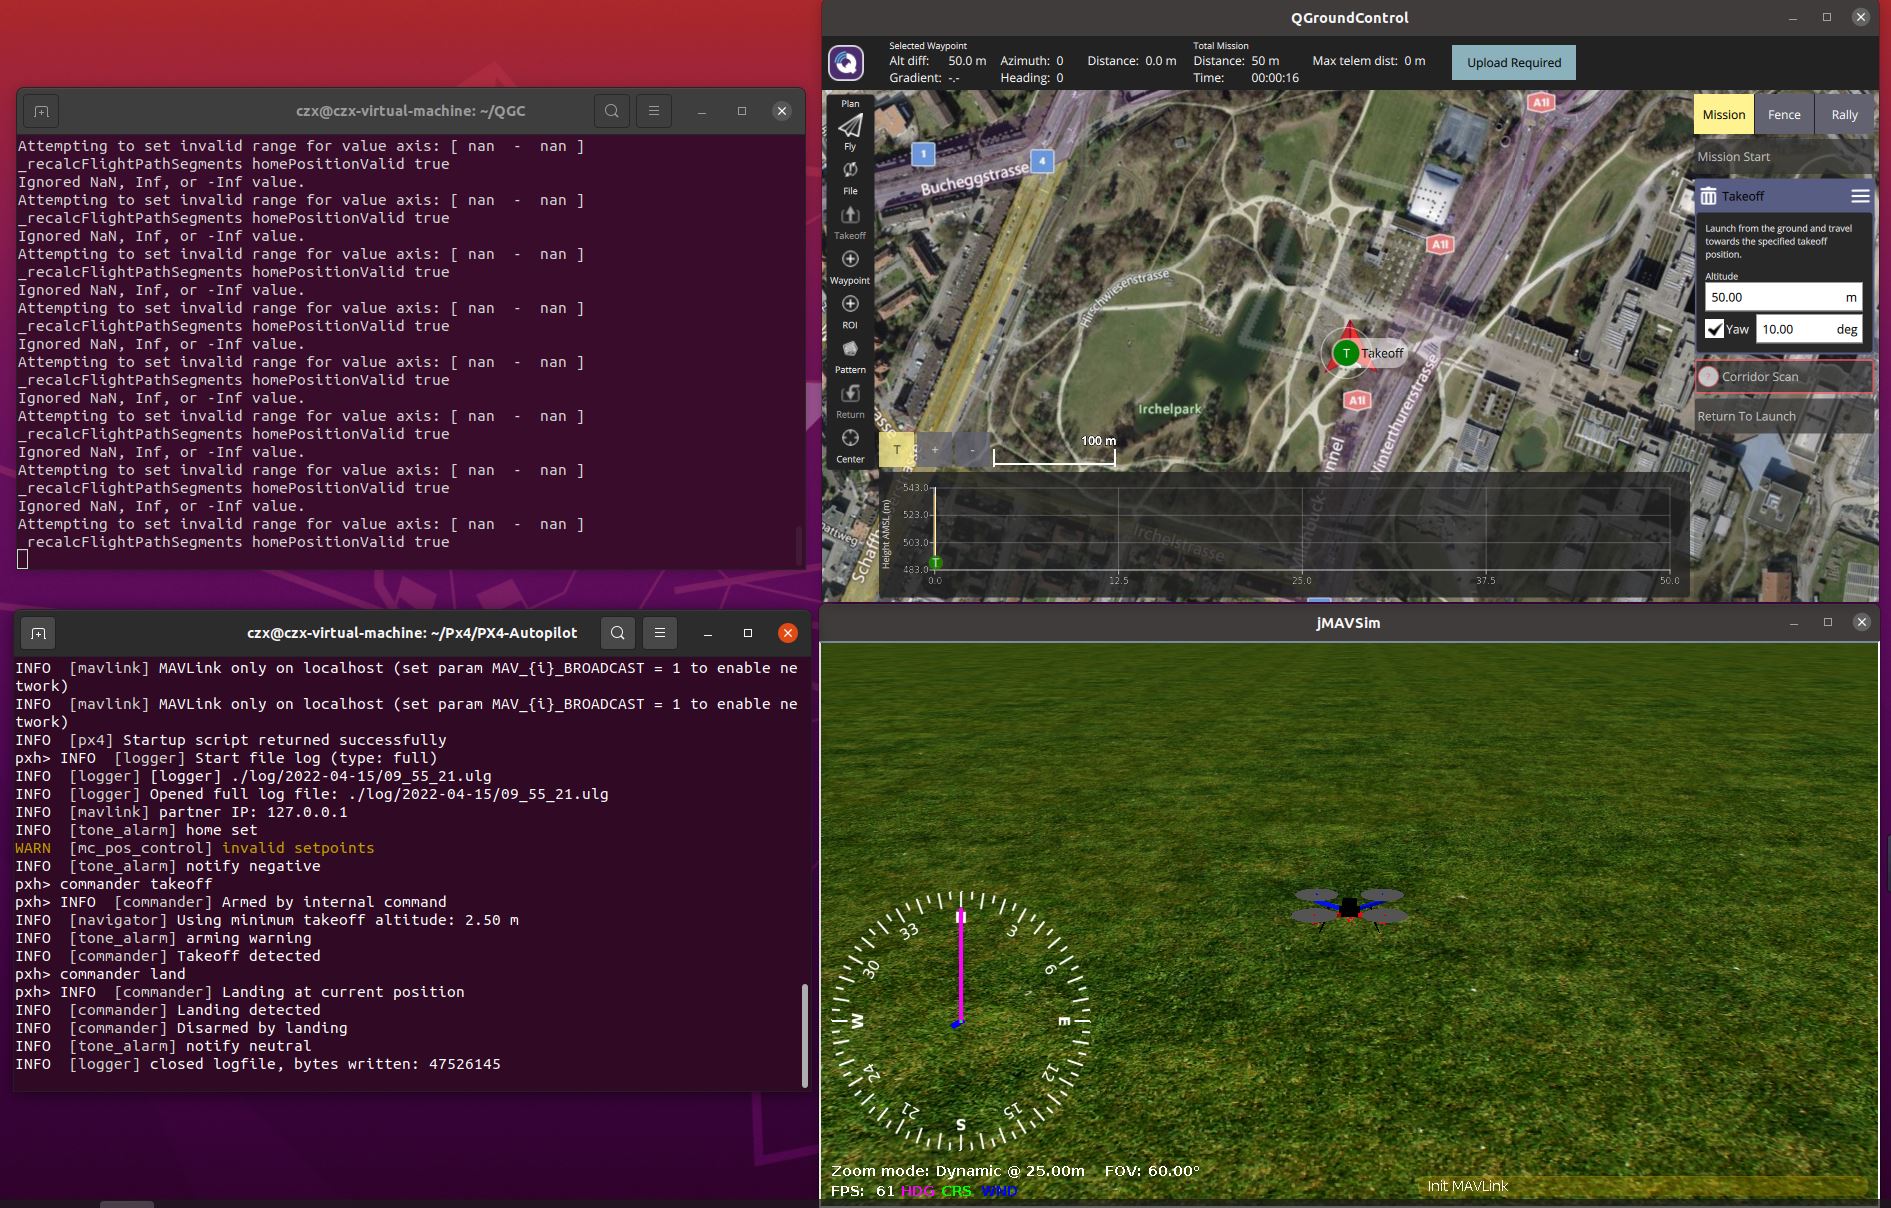 czx@czx-virtual-machine: ~/QGC
Attempting to set invalid range for value axis: [ nan - nan ]
_recalcFlightPathSegments homePositionValid true
Ignored NaN, Inf, or -Inf value.
Attempting to set invalid range for value axis: [ nan - nan ]
_recalcFlightPathSegments homePositionValid true
Ignored NaN, Inf, or -Inf value.
Attempting to set invalid range for value axis: [ nan - nan ]
_recalcFlightPathSegments homePositionValid true
Ignored NaN, Inf, or -Inf value.
Attempting to set invalid range for value axis: [ nan - nan ]
_recalcFlightPathSegments homePositionValid true
Ignored NaN, Inf, or -Inf value.
Attempting to set invalid range for value axis: [ nan - nan ]
_recalcFlightPathSegments homePositionValid true
Ignored NaN, Inf, or -Inf value.
Attempting to set invalid range for value axis: [ nan - nan ]
_recalcFlightPathSegments homePositionValid true
Ignored NaN, Inf, or -Inf value.
Attempting to set invalid range for value axis: [ nan - nan ]
_recalcFlightPathSegments homePositionValid true
Ignored NaN, Inf, or -Inf value.
Attempting to set invalid range for value axis: [ nan - nan ]
_recalcFlightPathSegments homePositionValid true
QGroundControl
Selected Waypoint
Alt diff: 50.0 m Azimuth: 0 Distance: 0.0 m
Gradient: -.- Heading: 0
Total Mission
Distance: 50 m Max telem dist: 0 m
Time: 00:00:16
Upload Required
Plan
Fly
File
Takeoff
Waypoint
ROI
Pattern
Return
Center
1
4
Bucheggstrasse
Hirschwiesenstrasse
A1l
A1l
A1l
T Takeoff
Irchelpark
Winterthurerstrasse
Irchelstrasse
T + -
100 m
Mission Fence Rally
Mission Start
Takeoff
Launch from the ground and travel
towards the specified takeoff
position.
Altitude
50.00 m
Yaw 10.00 deg
? Corridor Scan
Return To Launch
Height AMSL (m)
543.0
523.0
503.0
483.0
T
0.0 12.5 25.0 37.5 50.0
czx@czx-virtual-machine: ~/Px4/PX4-Autopilot
INFO [mavlink] MAVLink only on localhost (set param MAV_{i}_BROADCAST = 1 to enable ne
twork)
INFO [mavlink] MAVLink only on localhost (set param MAV_{i}_BROADCAST = 1 to enable ne
twork)
INFO [px4] Startup script returned successfully
pxh> INFO [logger] Start file log (type: full)
INFO [logger] [logger] ./log/2022-04-15/09_55_21.ulg
INFO [logger] Opened full log file: ./log/2022-04-15/09_55_21.ulg
INFO [mavlink] partner IP: 127.0.0.1
INFO [tone_alarm] home set
WARN [mc_pos_control] invalid setpoints
INFO [tone_alarm] notify negative
pxh> commander takeoff
pxh> INFO [commander] Armed by internal command
INFO [navigator] Using minimum takeoff altitude: 2.50 m
INFO [tone_alarm] arming warning
INFO [commander] Takeoff detected
pxh> commander land
pxh> INFO [commander] Landing at current position
INFO [commander] Landing detected
INFO [commander] Disarmed by landing
INFO [tone_alarm] notify neutral
INFO [logger] closed logfile, bytes written: 47526145
jMAVSim
N
3
6
E
12
15
S
21
24
W
30
33
Zoom mode: Dynamic @ 25.00m FOV: 60.00°
FPS: 61 HDG CRS WND
Init MAVLink